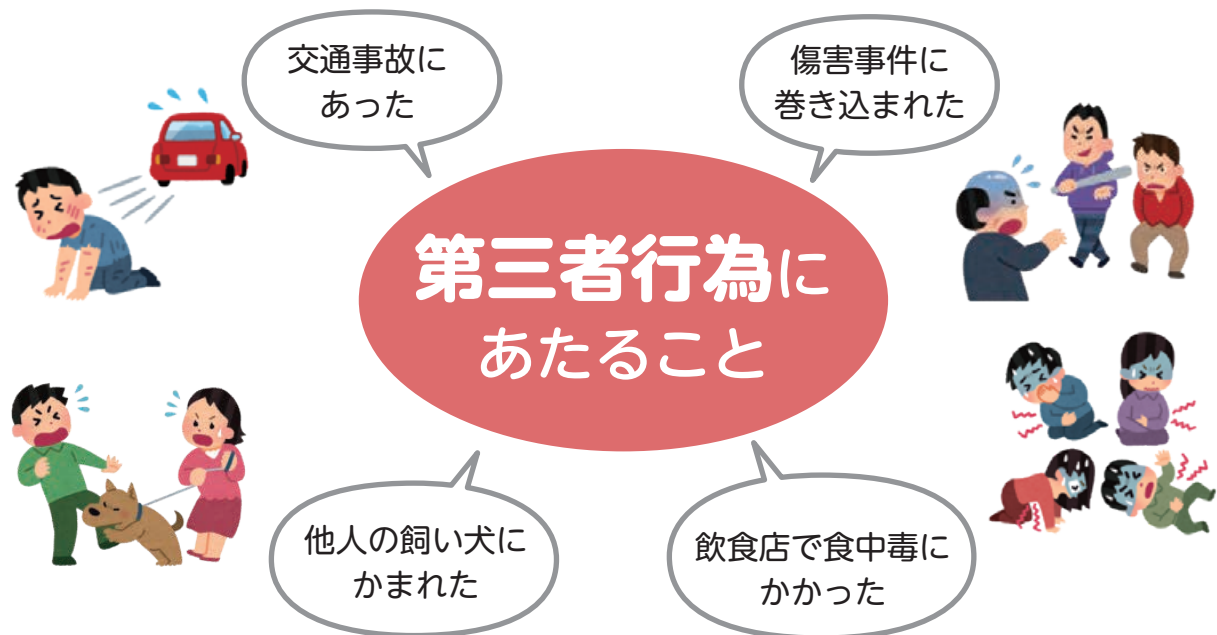 交通事故に
あった
傷害事件に
巻き込まれた
第三者行為に
あたること
他人の飼い犬に
かまれた
飲食店で食中毒に
かかった